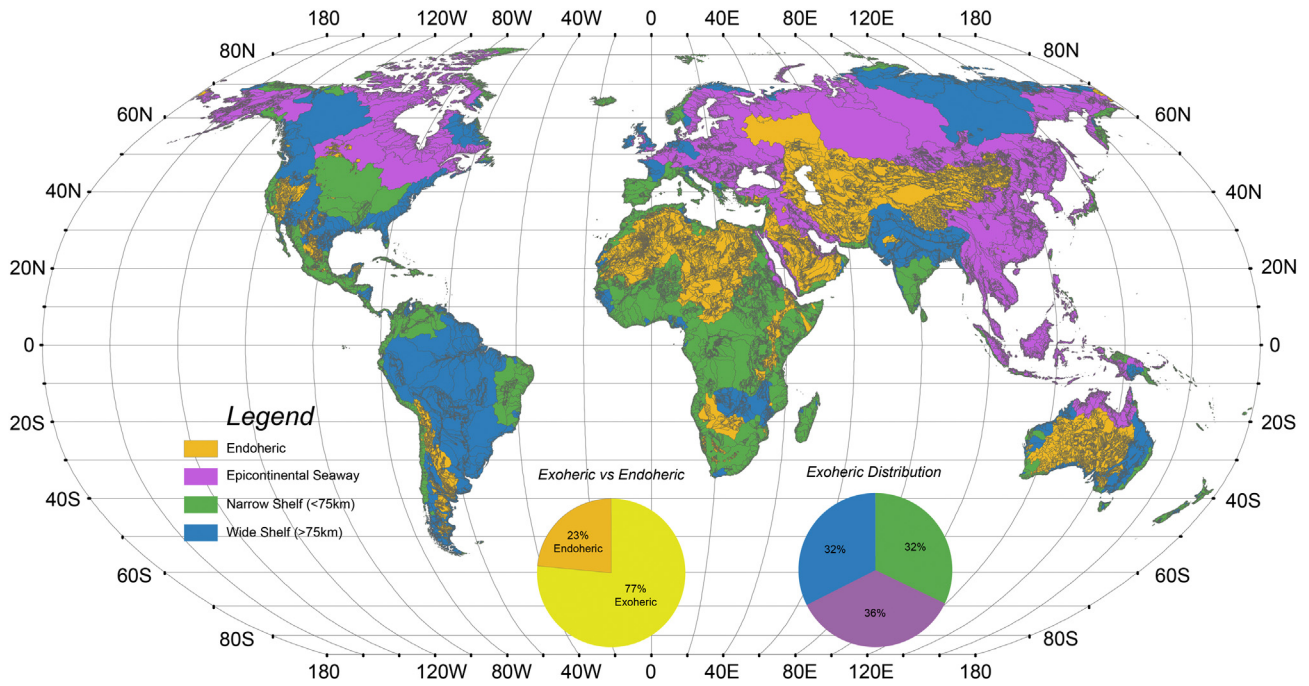 180 120W 80W 40W 0 40E 80E 120E 180
80N 80N
60N 60N
40N 40N
20N 20N
0 0
20S 20S
40S 40S
60S 60S
80S 80S
Legend
Endoheric
Epicontinental Seaway
Narrow Shelf (<75km)
Wide Shelf (>75km)
Exoheric vs Endoheric
23%
Endoheric
77%
Exoheric
Exoheric Distribution
32% 32%
36%
180 120W 80W 40W 0 40E 80E 120E 180